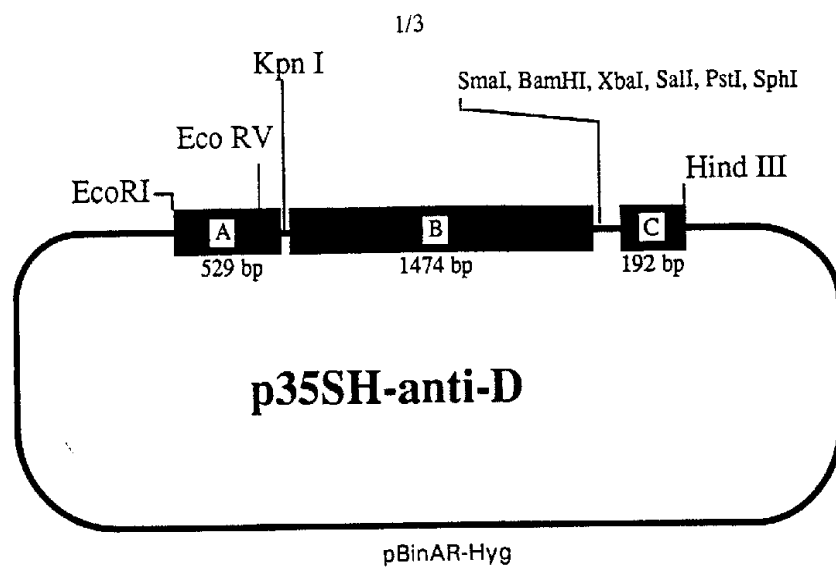 1/3
Kpn I
SmaI, BamHI, XbaI, SalI, PstI, SphI
Eco RV
Hind III
EcoRI
A
B
C
529 bp
1474 bp
192 bp
p35SH-anti-D
pBinAR-Hyg